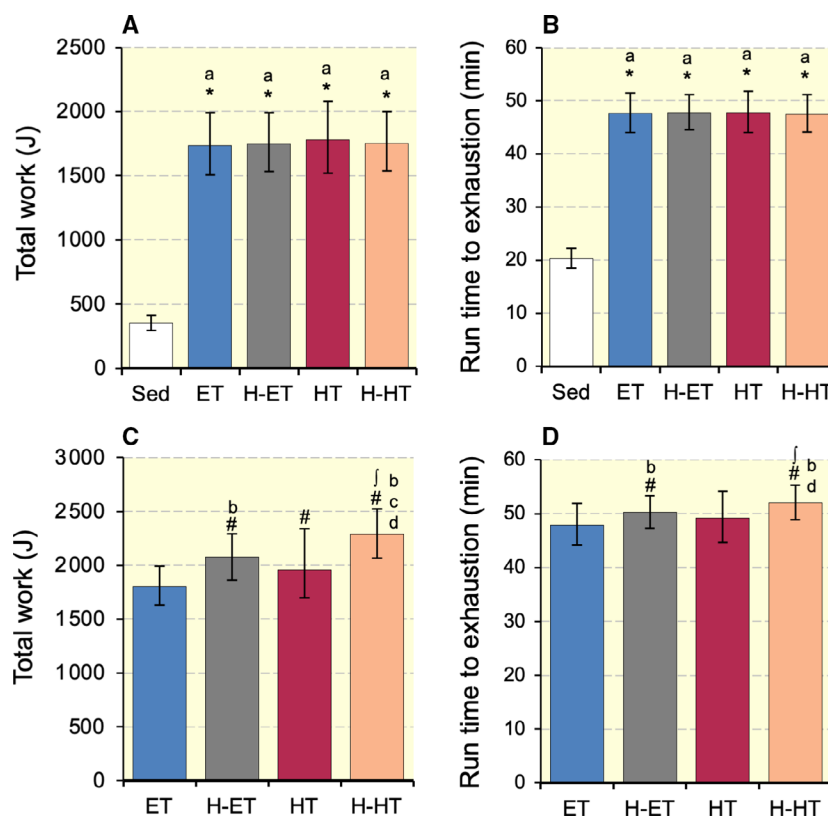 A
Total work (J)
2500
2000
1500
1000
500
0
a a a a
* * * *
Sed ET H-ET HT H-HT
B
Run time to exhaustion (min)
60
50
40
30
20
10
0
a a a a
* * * *
Sed ET H-ET HT H-HT
C
Total work (J)
3000
2500
2000
1500
1000
500
0
b
#
#
∫ b
# c
d
ET H-ET HT H-HT
D
Run time to exhaustion (min)
60
50
40
30
20
10
0
b
#
∫ b
# d
ET H-ET HT H-HT